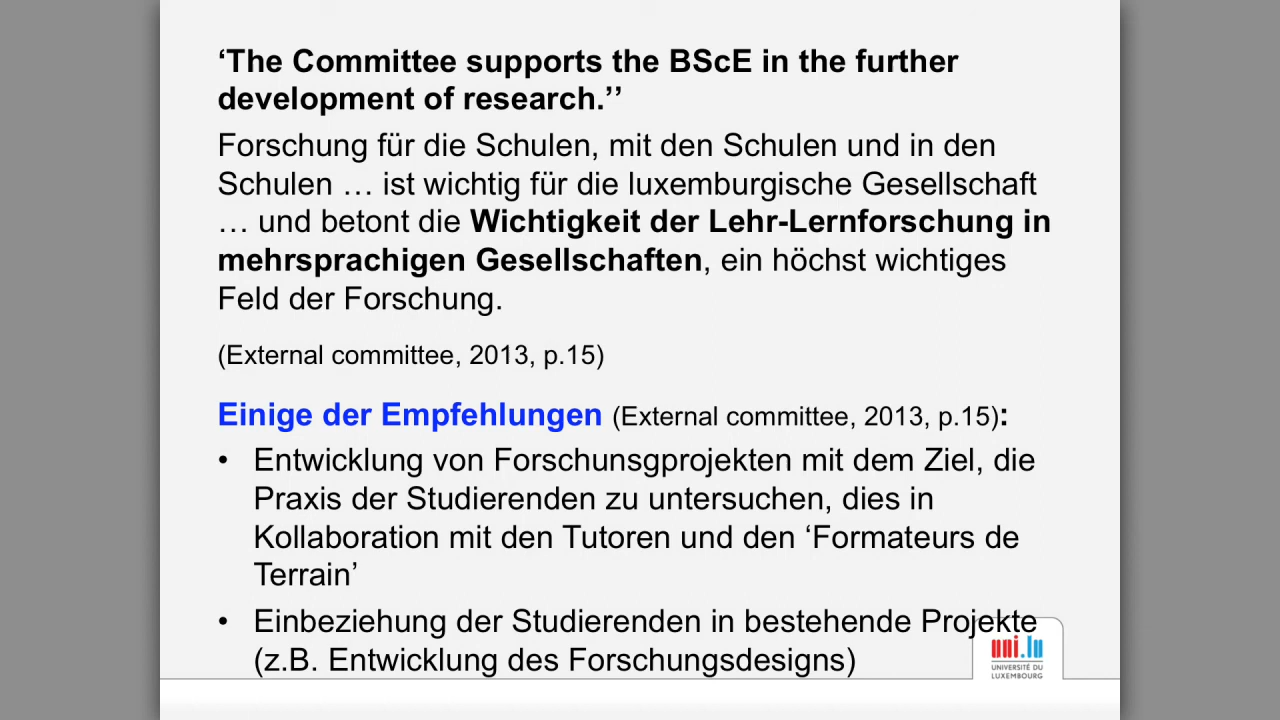 ‘The Committee supports the BScE in the further
development of research.’’
Forschung für die Schulen, mit den Schulen und in den
Schulen … ist wichtig für die luxemburgische Gesellschaft
… und betont die Wichtigkeit der Lehr-Lernforschung in
mehrsprachigen Gesellschaften, ein höchst wichtiges
Feld der Forschung.
(External committee, 2013, p.15)
Einige der Empfehlungen (External committee, 2013, p.15):
• Entwicklung von Forschunsgprojekten mit dem Ziel, die
Praxis der Studierenden zu untersuchen, dies in
Kollaboration mit den Tutoren und den ‘Formateurs de
Terrain’
• Einbeziehung der Studierenden in bestehende Projekte
(z.B. Entwicklung des Forschungsdesigns)
uni.lu
UNIVERSITÉ DU
LUXEMBOURG